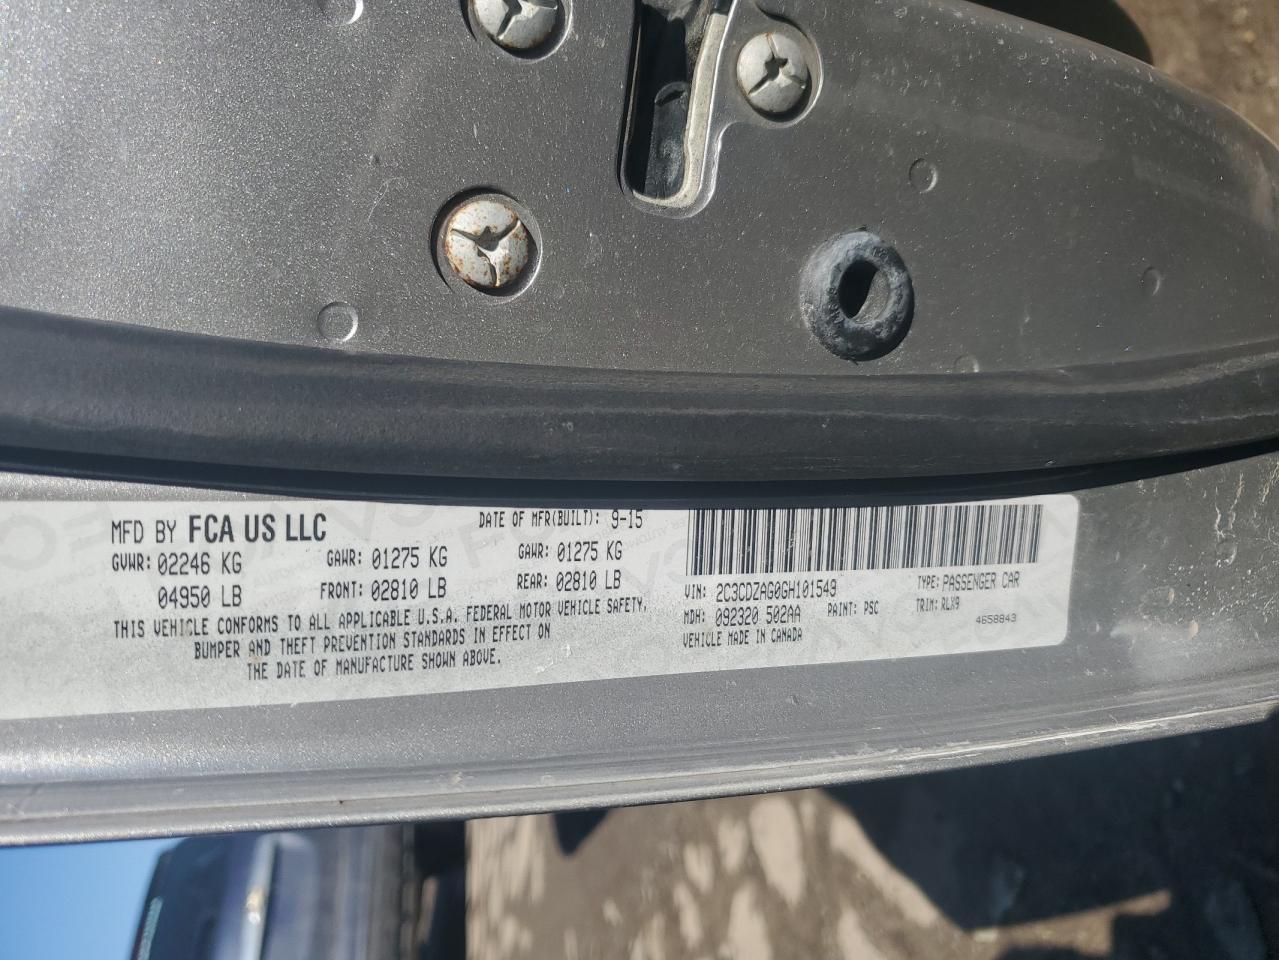 MFD BY FCA US LLC
DATE OF MFR(BUILT): 9-15
GVWR: 02246 KG GAWR: 01275 KG GAWR: 01275 KG
04950 LB FRONT: 02810 LB REAR: 02810 LB
THIS VEHICLE CONFORMS TO ALL APPLICABLE U.S.A. FEDERAL MOTOR VEHICLE SAFETY,
BUMPER AND THEFT PREVENTION STANDARDS IN EFFECT ON
THE DATE OF MANUFACTURE SHOWN ABOVE.
VIN: 2C3CDZAG0GH101549 TYPE: PASSENGER CAR
MDH: 092320 502AA PAINT: PSC TRIM: RLX9
VEHICLE MADE IN CANADA 4658843